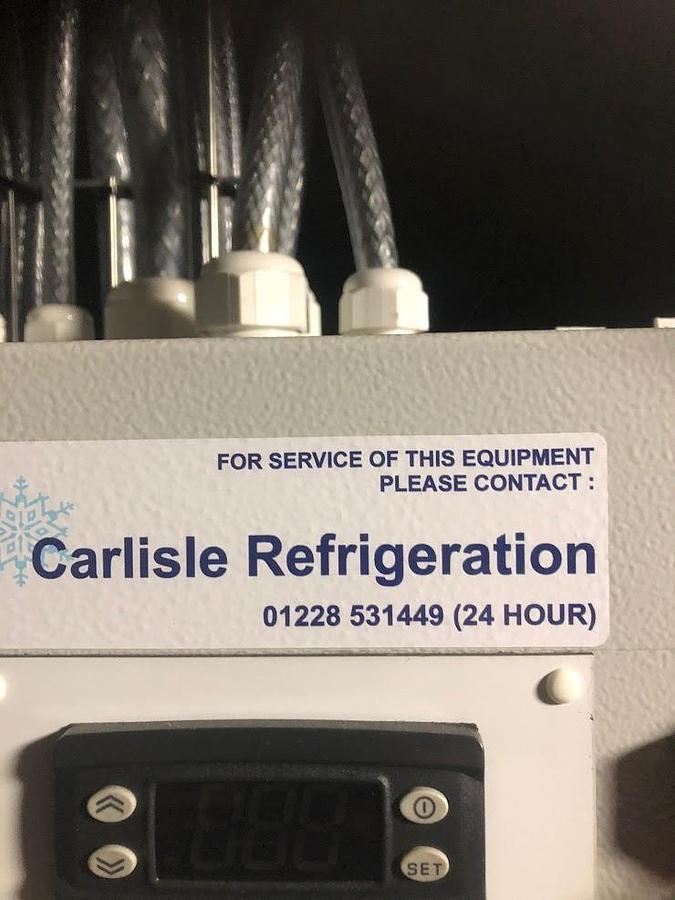 FOR SERVICE OF THIS EQUIPMENT
PLEASE CONTACT :
Carlisle Refrigeration
01228 531449 (24 HOUR)
SET